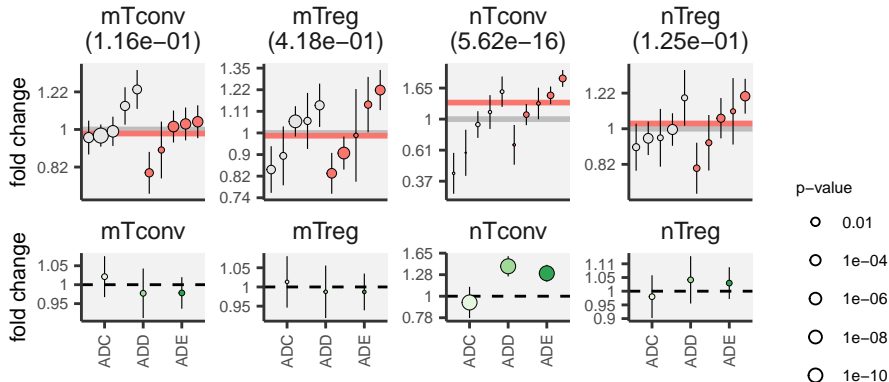 mTconv
(1.16e−01)
mTreg
(4.18e−01)
nTconv
(5.62e−16)
nTreg
(1.25e−01)
fold change
1.22
1
0.82
1.35
1.22
1.11
1
0.9
0.82
0.74
1.65
1
0.61
0.37
1.22
1
0.82
mTconv
mTreg
nTconv
nTreg
fold change
1.05
1
0.95
1.05
1
0.95
1.65
1.28
1
0.78
1.11
1.05
1
0.95
0.9
ADC
ADD
ADE
ADC
ADD
ADE
ADC
ADD
ADE
ADC
ADD
ADE
p−value
0.01
1e−04
1e−06
1e−08
1e−10